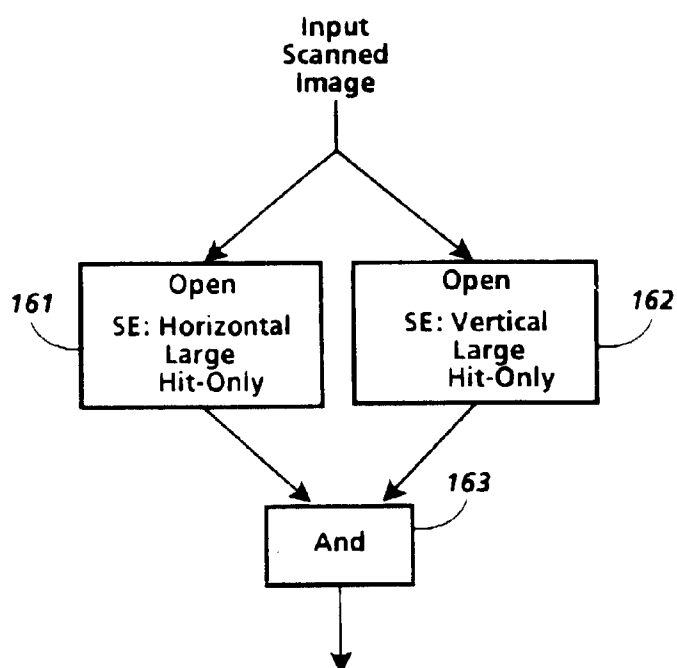 Input
Scanned
Image
161
Open
SE: Horizontal
Large
Hit-Only
Open
SE: Vertical
Large
Hit-Only
162
And
163